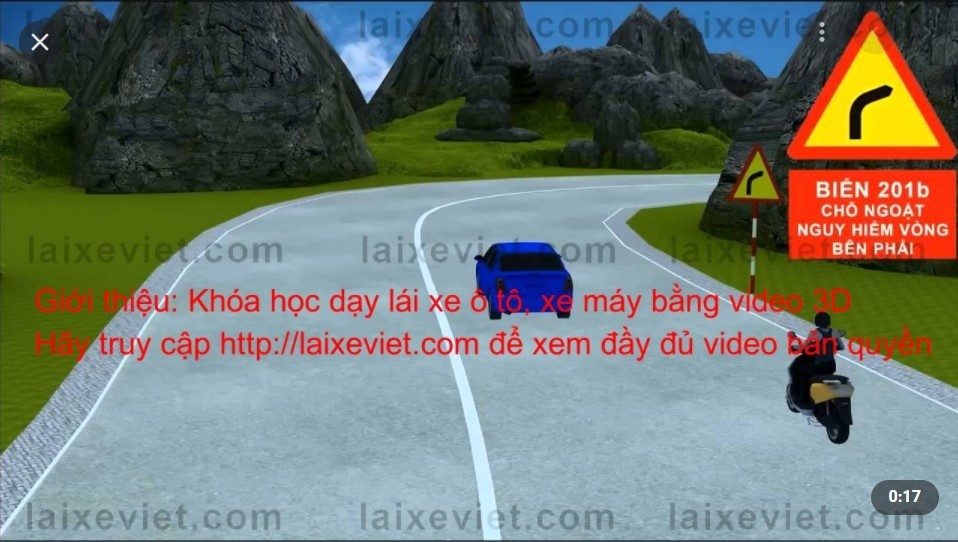 laixeviet.com laixeviet.com laixeviet.com
BIỂN 201b
CHỖ NGOẶT
NGUY HIỂM VÒNG
BÊN PHẢI
laixeviet.com laixeviet.com laixeviet.com
Giới thiệu: Khóa học dạy lái xe ô tô, xe máy bằng video 3D
Hãy truy cập http://laixeviet.com để xem đầy đủ video bản quyền
0:17
laixeviet.com laixeviet.com laixeviet.com